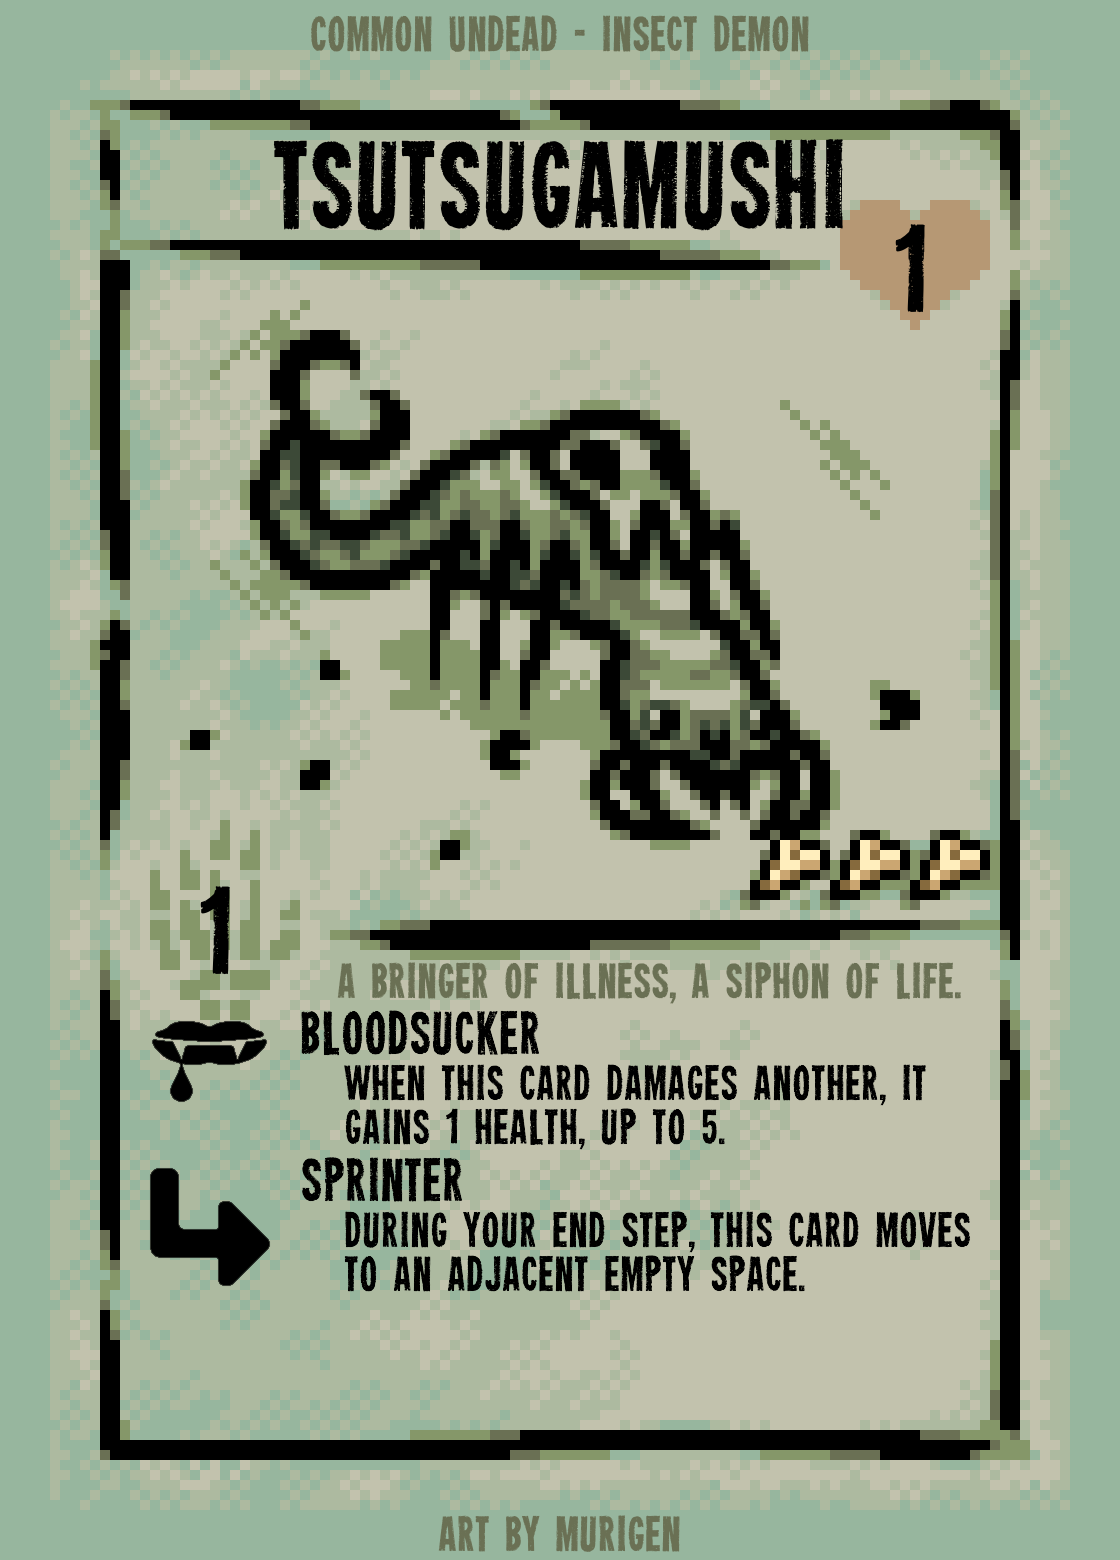 COMMON UNDEAD - INSECT DEMON
TSUTSUGAMUSHI
1
1
A BRINGER OF ILLNESS, A SIPHON OF LIFE.
BLOODSUCKER
WHEN THIS CARD DAMAGES ANOTHER, IT
GAINS 1 HEALTH, UP TO 5.
SPRINTER
DURING YOUR END STEP, THIS CARD MOVES
TO AN ADJACENT EMPTY SPACE.
ART BY MURIGEN